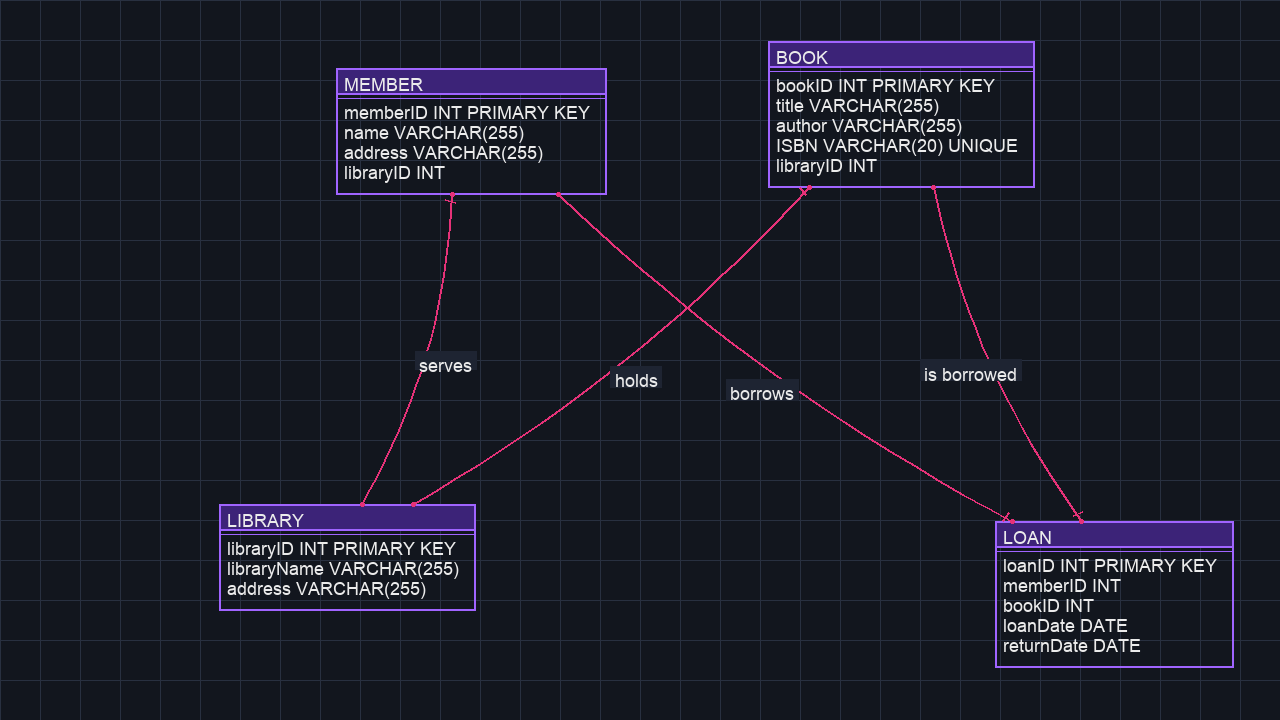 MEMBER
memberID INT PRIMARY KEY
name VARCHAR(255)
address VARCHAR(255)
libraryID INT
BOOK
bookID INT PRIMARY KEY
title VARCHAR(255)
author VARCHAR(255)
ISBN VARCHAR(20) UNIQUE
libraryID INT
serves
holds
borrows
is borrowed
LIBRARY
libraryID INT PRIMARY KEY
libraryName VARCHAR(255)
address VARCHAR(255)
LOAN
loanID INT PRIMARY KEY
memberID INT
bookID INT
loanDate DATE
returnDate DATE